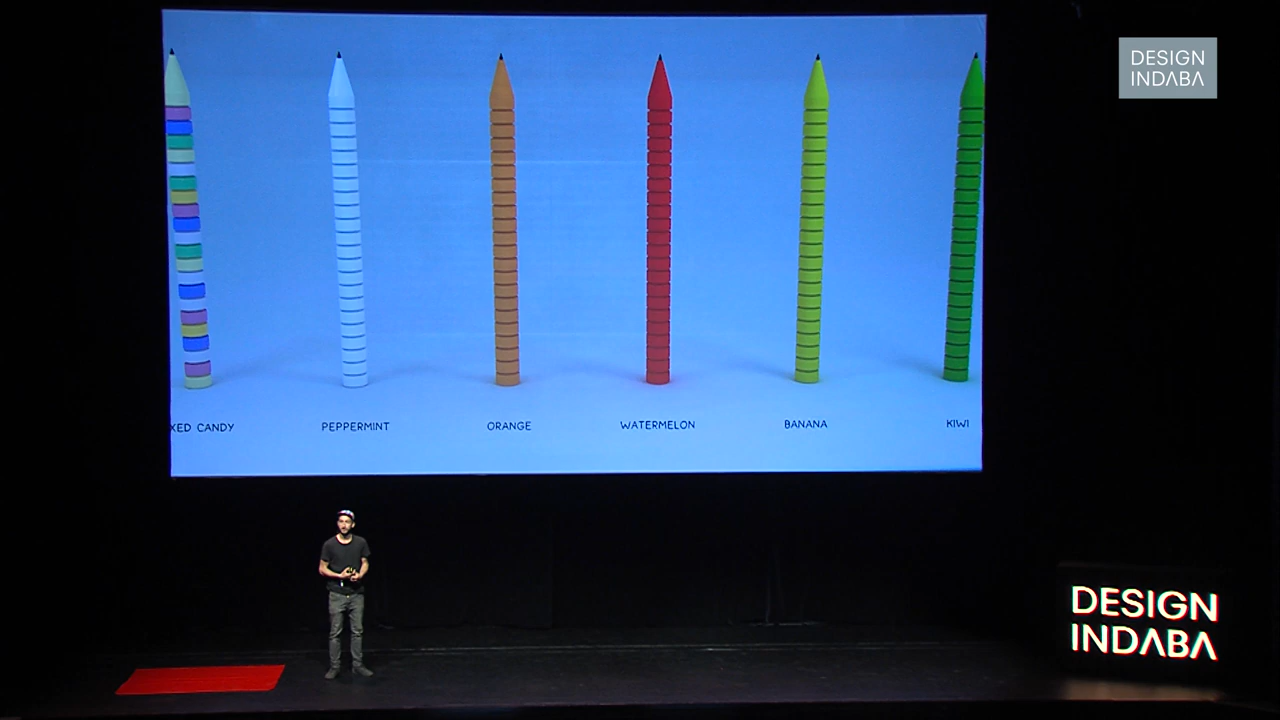 DESIGN
INDABA
XED CANDY
PEPPERMINT
ORANGE
WATERMELON
BANANA
KIWI
DESIGN
INDABA